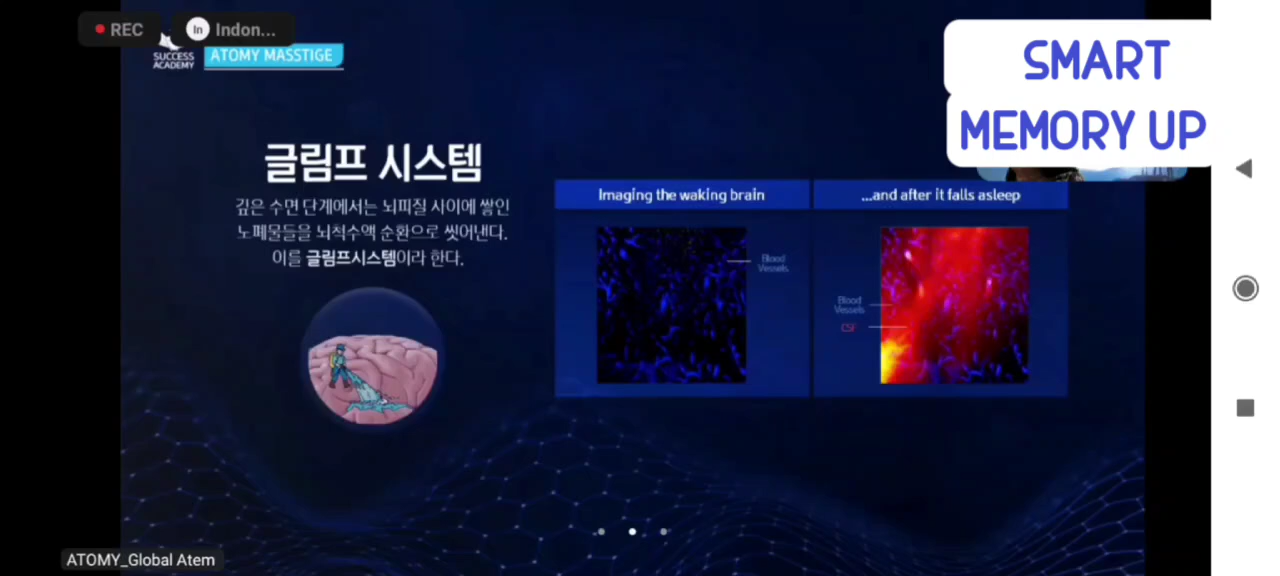 REC
In Indon...
SUCCESS
ACADEMY
ATOMY MASSTIGE
SMART
MEMORY UP
글림프 시스템
깊은 수면 단계에서는 뇌피질 사이에 쌓인
노폐물들을 뇌척수액 순환으로 씻어낸다.
이를 글림프시스템이라 한다.
Imaging the waking brain
...and after it falls asleep
Blood
Vessels
Blood
Vessels
CSF
ATOMY_Global Atem